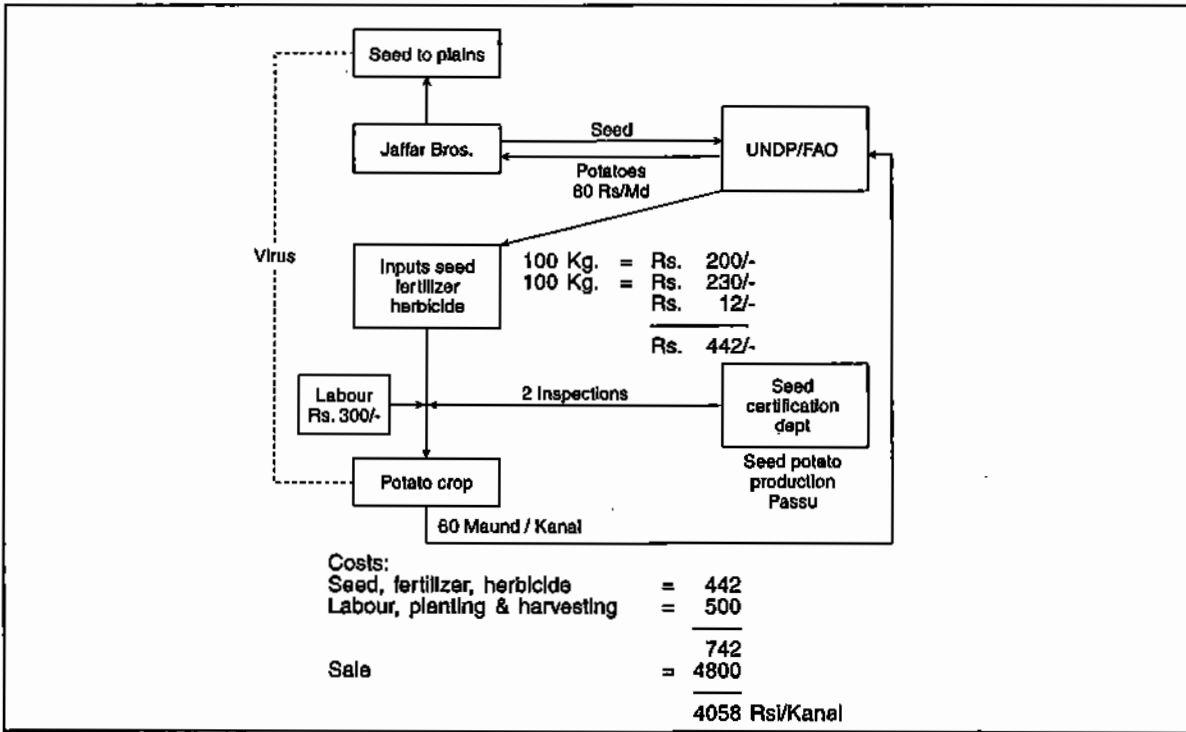 Seed to plains
Jaffar Bros.
Seed
Potatoes
60 Rs/Md
UNDP/FAO
Virus
Inputs seed
fertilizer
herbicide
100 Kg. = Rs. 200/-
100 Kg. = Rs. 230/-
Rs. 12/-
Rs. 442/-
Labour
Rs. 300/-
2 Inspections
Seed
certification
dept
Seed potato
production
Passu
Potato crop
60 Maund / Kanal
Costs:
Seed, fertilizer, herbicide = 442
Labour, planting & harvesting = 500
742
Sale = 4800
4058 Rsi/Kanal